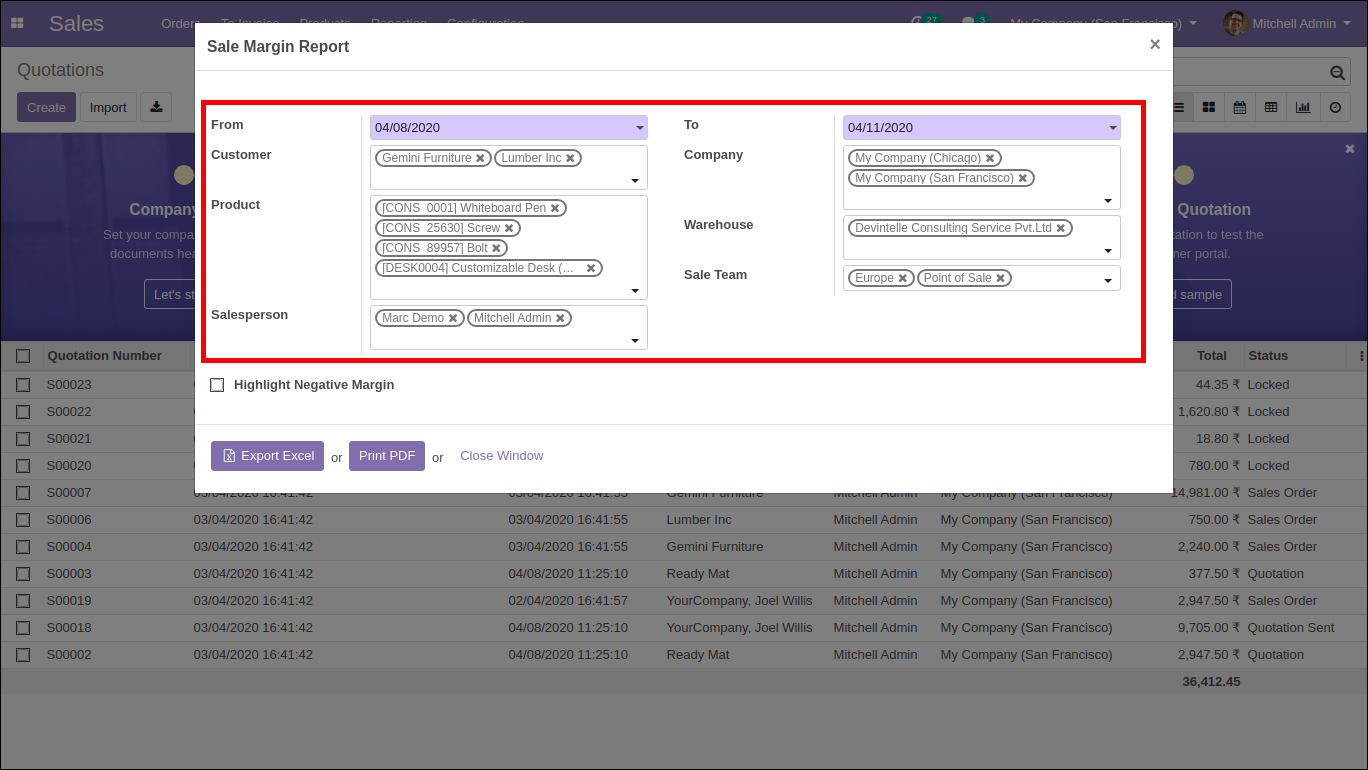 Sales
Orders To Invoice Products Reporting Configuration
27 3 My Company (San Francisco) Mitchell Admin
Sale Margin Report
×
Quotations
Create Import
From 04/08/2020 To 04/11/2020
Customer Gemini Furniture Lumber Inc
Company My Company (Chicago)
My Company (San Francisco)
Product [CONS_0001] Whiteboard Pen
[CONS_25630] Screw
[CONS_89957] Bolt
[DESK0004] Customizable Desk (…
Warehouse Devintelle Consulting Service Pvt.Ltd
Sale Team Europe Point of Sale
Salesperson Marc Demo Mitchell Admin
Highlight Negative Margin
Export Excel or Print PDF or Close Window
Company
Set your compa
documents hea
Let's st
Quotation
ation to test the
ner portal.
d sample
Quotation Number Total Status
S00023 44.35 ₹ Locked
S00022 1,620.80 ₹ Locked
S00021 18.80 ₹ Locked
S00020 780.00 ₹ Locked
S00007 03/04/2020 16:41:42 03/04/2020 16:41:55 Gemini Furniture Mitchell Admin My Company (San Francisco) 14,981.00 ₹ Sales Order
S00006 03/04/2020 16:41:42 03/04/2020 16:41:55 Lumber Inc Mitchell Admin My Company (San Francisco) 750.00 ₹ Sales Order
S00004 03/04/2020 16:41:42 03/04/2020 16:41:55 Gemini Furniture Mitchell Admin My Company (San Francisco) 2,240.00 ₹ Sales Order
S00003 03/04/2020 16:41:42 04/08/2020 11:25:10 Ready Mat Mitchell Admin My Company (San Francisco) 377.50 ₹ Quotation
S00019 03/04/2020 16:41:42 02/04/2020 16:41:57 YourCompany, Joel Willis Mitchell Admin My Company (San Francisco) 2,947.50 ₹ Sales Order
S00018 03/04/2020 16:41:42 04/08/2020 11:25:10 YourCompany, Joel Willis Mitchell Admin My Company (San Francisco) 9,705.00 ₹ Quotation Sent
S00002 03/04/2020 16:41:42 04/08/2020 11:25:10 Ready Mat Mitchell Admin My Company (San Francisco) 2,947.50 ₹ Quotation
36,412.45